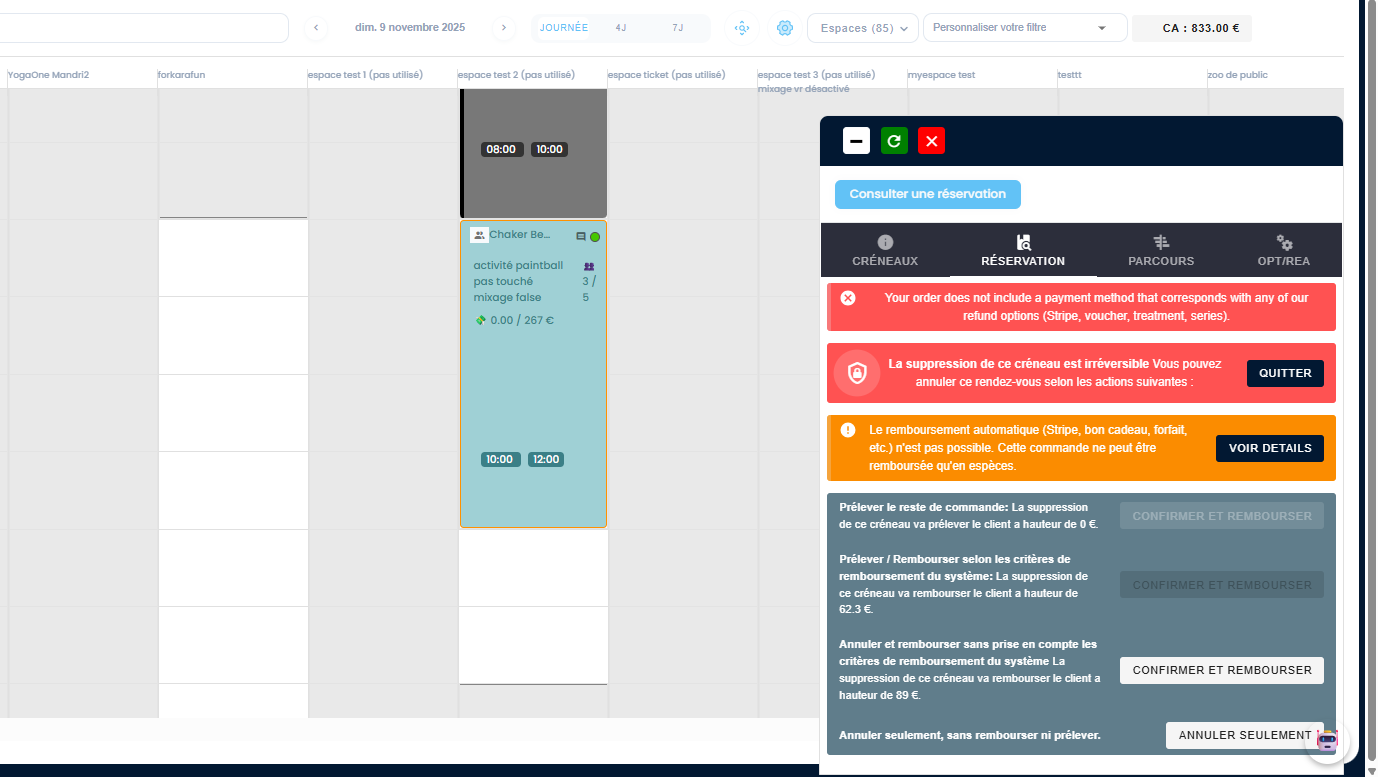 dim. 9 novembre 2025
JOURNÉE
4J
7J
Espaces (85)
Personnaliser votre filtre
CA : 833.00 €
YogaOne Mandri2
forkarafun
espace test 1 (pas utilisé)
espace test 2 (pas utilisé)
espace ticket (pas utilisé)
espace test 3 (pas utilisé)
mixage vr désactivé
myespace test
testtt
zoo de public
08:00
10:00
Chaker Be...
activité paintball
pas touché
mixage false
3 /
5
0.00 / 267 €
10:00
12:00
Consulter une réservation
CRÉNEAUX
RÉSERVATION
PARCOURS
OPT/REA
Your order does not include a payment method that corresponds with any of our
refund options (Stripe, voucher, treatment, series).
La suppression de ce créneau est irréversible Vous pouvez
annuler ce rendez-vous selon les actions suivantes :
QUITTER
Le remboursement automatique (Stripe, bon cadeau, forfait,
etc.) n'est pas possible. Cette commande ne peut être
remboursée qu'en espèces.
VOIR DETAILS
Prélever le reste de commande: La suppression
de ce créneau va prélever le client a hauteur de 0 €.
CONFIRMER ET REMBOURSER
Prélever / Rembourser selon les critères de
remboursement du système: La suppression de
ce créneau va rembourser le client a hauteur de
62.3 €.
CONFIRMER ET REMBOURSER
Annuler et rembourser sans prise en compte les
critères de remboursement du système La
suppression de ce créneau va rembourser le client a
hauteur de 89 €.
CONFIRMER ET REMBOURSER
Annuler seulement, sans rembourser ni prélever.
ANNULER SEULEMENT